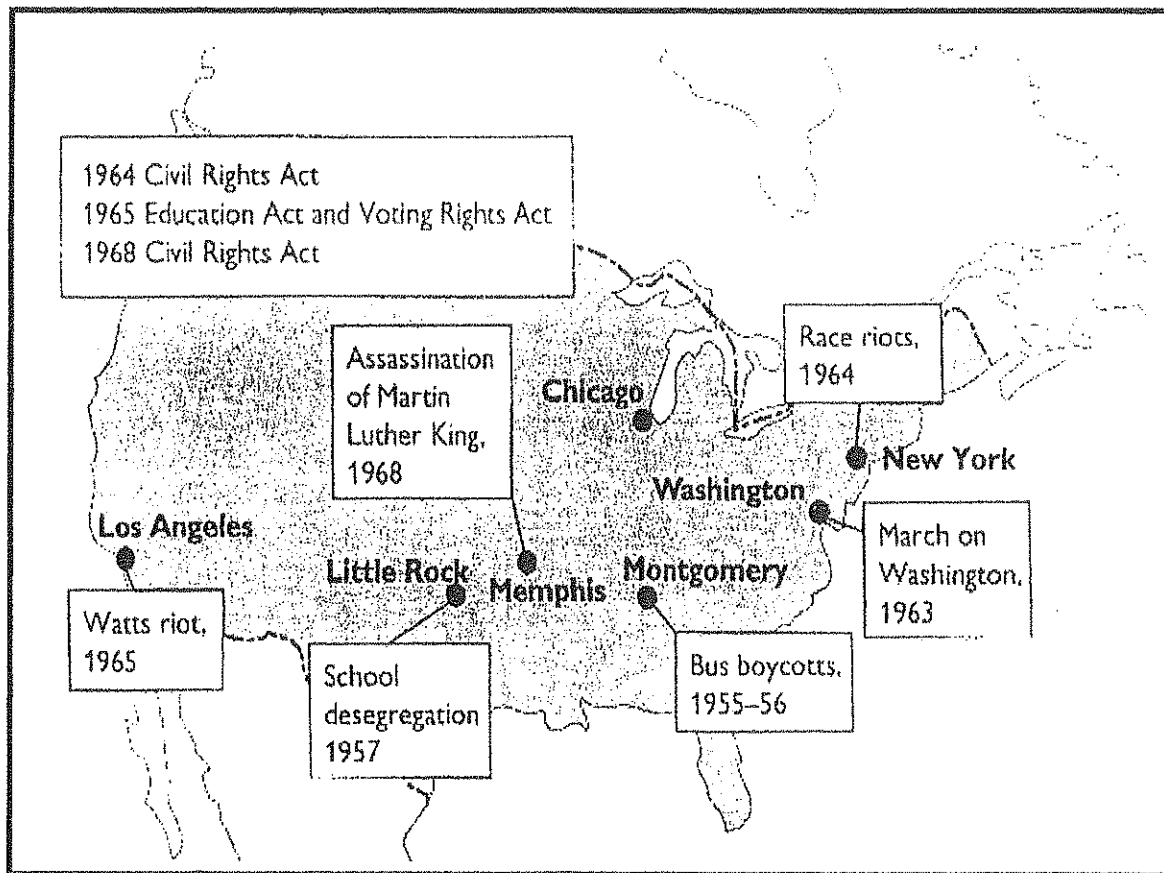 1964 Civil Rights Act
1965 Education Act and Voting Rights Act
1968 Civil Rights Act
Assassination
of Martin
Luther King,
1968
Race riots,
1964
Chicago
New York
Washington
Los Angeles
Little Rock
Memphis
Montgomery
March on
Washington,
1963
Watts riot,
1965
School
desegregation
1957
Bus boycotts,
1955–56